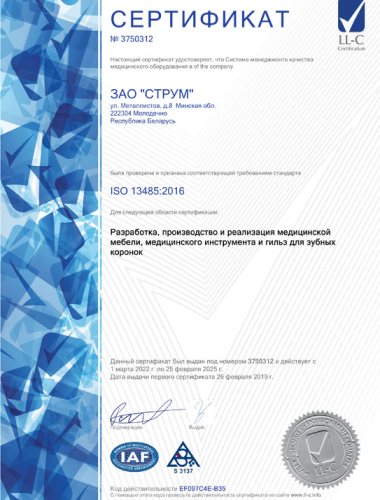 СЕРТИФИКАТ
№ 3750312
LL-C
Certification
Настоящий сертификат удостоверяет, что Система менеджмента качества
медицинского оборудования в of the company
ЗАО "СТРУМ"
ул. Металлистов, д.8 Минская обл.
222304 Молодечно
Республика Беларусь
была проверена и признана соответствующей требованиям стандарта
ISO 13485:2016
Для следующей области сертификации:
Разработка, производство и реализация медицинской
мебели, медицинского инструмента и гильз для зубных
коронок
Данный сертификат был выдан под номером 3750312 и действует с
1 марта 2022 г. по 25 февраля 2025 г.
Дата выдачи первого сертификата 26 февраля 2019 г.
Подтвержден
Выдан
IAF
S 3137
LL-C
Код действительности EF097C4E-B35
С помощью этого кода проверьте действительность сертификата на сайте www.ll-c.info